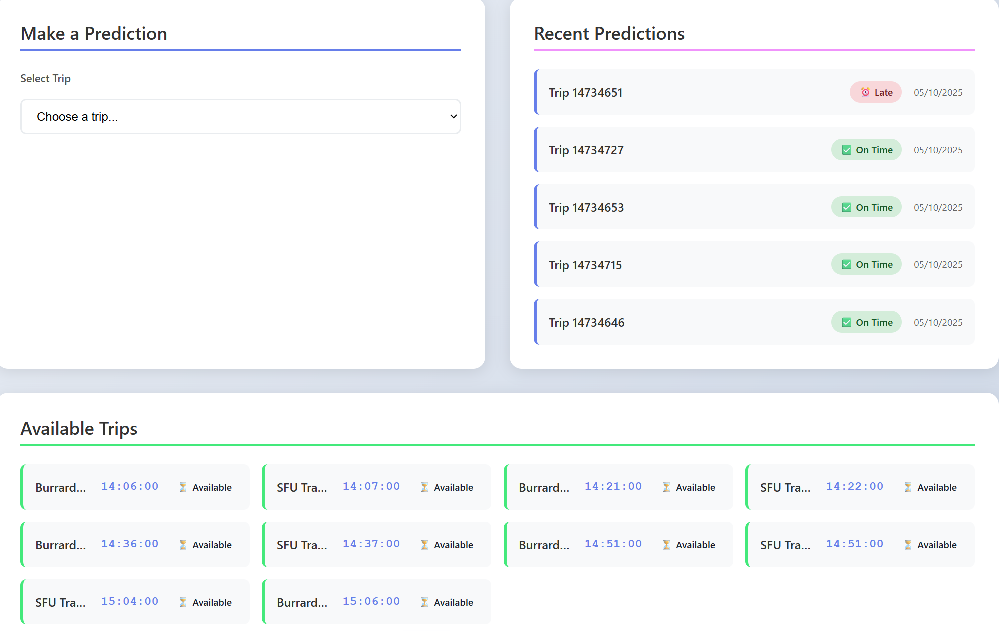 Make a Prediction
Select Trip
Choose a trip...
Recent Predictions
Trip 14734651 Late 05/10/2025
Trip 14734727 On Time 05/10/2025
Trip 14734653 On Time 05/10/2025
Trip 14734715 On Time 05/10/2025
Trip 14734646 On Time 05/10/2025
Available Trips
Burrard... 14:06:00 Available
SFU Tra... 14:07:00 Available
Burrard... 14:21:00 Available
SFU Tra... 14:22:00 Available
Burrard... 14:36:00 Available
SFU Tra... 14:37:00 Available
Burrard... 14:51:00 Available
SFU Tra... 14:51:00 Available
SFU Tra... 15:04:00 Available
Burrard... 15:06:00 Available